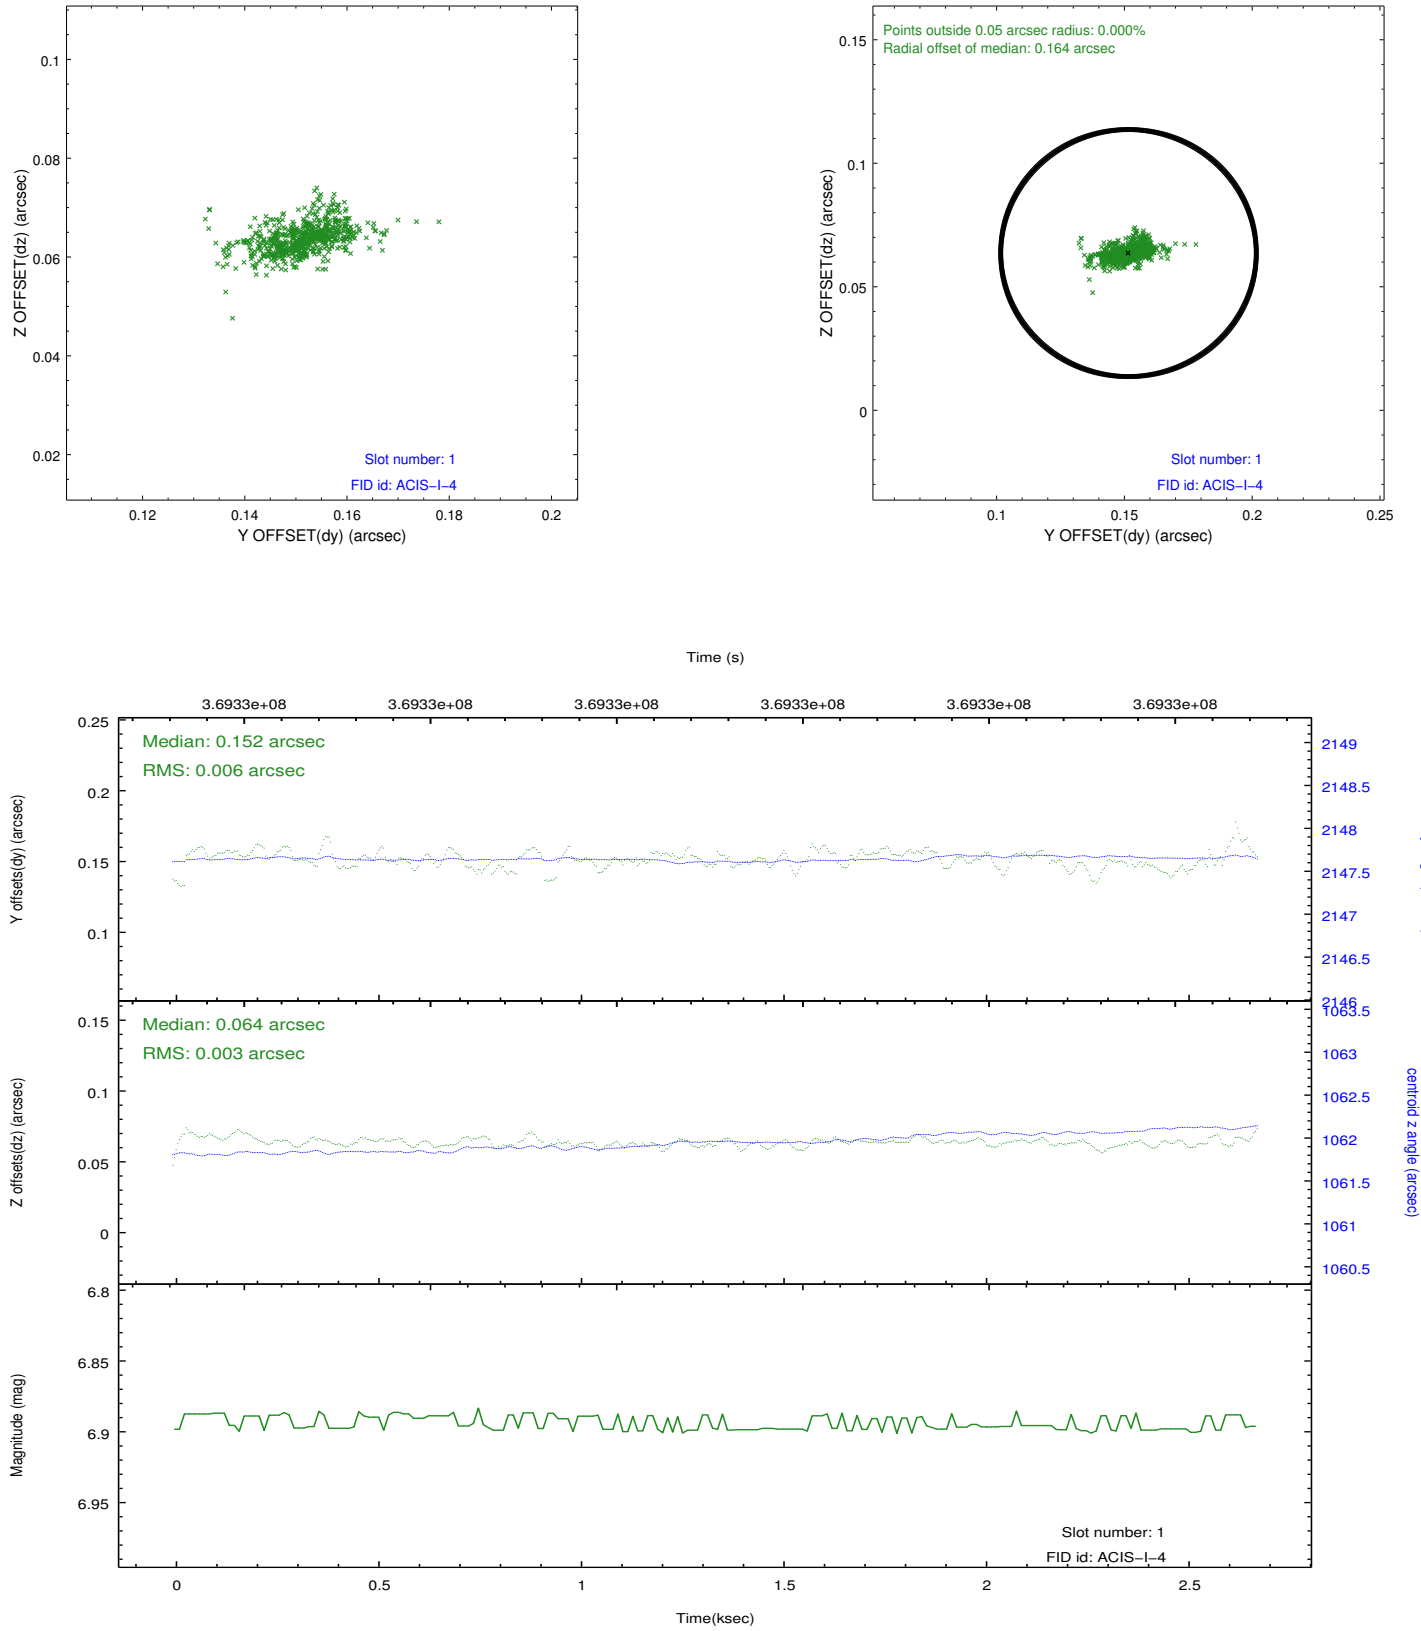 0.1
0.08
0.06
0.04
0.02
Z OFFSET(dz) (arcsec)
Slot number: 1
FID id: ACIS−I−4
0.12 0.14 0.16 0.18 0.2
Y OFFSET(dy) (arcsec)
Points outside 0.05 arcsec radius: 0.000%
Radial offset of median: 0.164 arcsec
0.15
0.1
0.05
0
Z OFFSET(dz) (arcsec)
Slot number: 1
FID id: ACIS−I−4
0.1 0.15 0.2 0.25
Y OFFSET(dy) (arcsec)
Time (s)
3.6933e+08 3.6933e+08 3.6933e+08 3.6933e+08 3.6933e+08 3.6933e+08
Median: 0.152 arcsec
RMS: 0.006 arcsec
0.25
0.2
0.15
0.1
Y offsets(dy) (arcsec)
2149
2148.5
2148
2147.5
2147
2146.5
2146
Median: 0.064 arcsec
RMS: 0.003 arcsec
0.15
0.1
0.05
0
Z offsets(dz) (arcsec)
1063.5
1063
1062.5
1062
1061.5
1061
1060.5
centroid z angle (arcsec)
6.8
6.85
6.9
6.95
Magnitude (mag)
Slot number: 1
FID id: ACIS−I−4
0 0.5 1 1.5 2 2.5
Time(ksec)